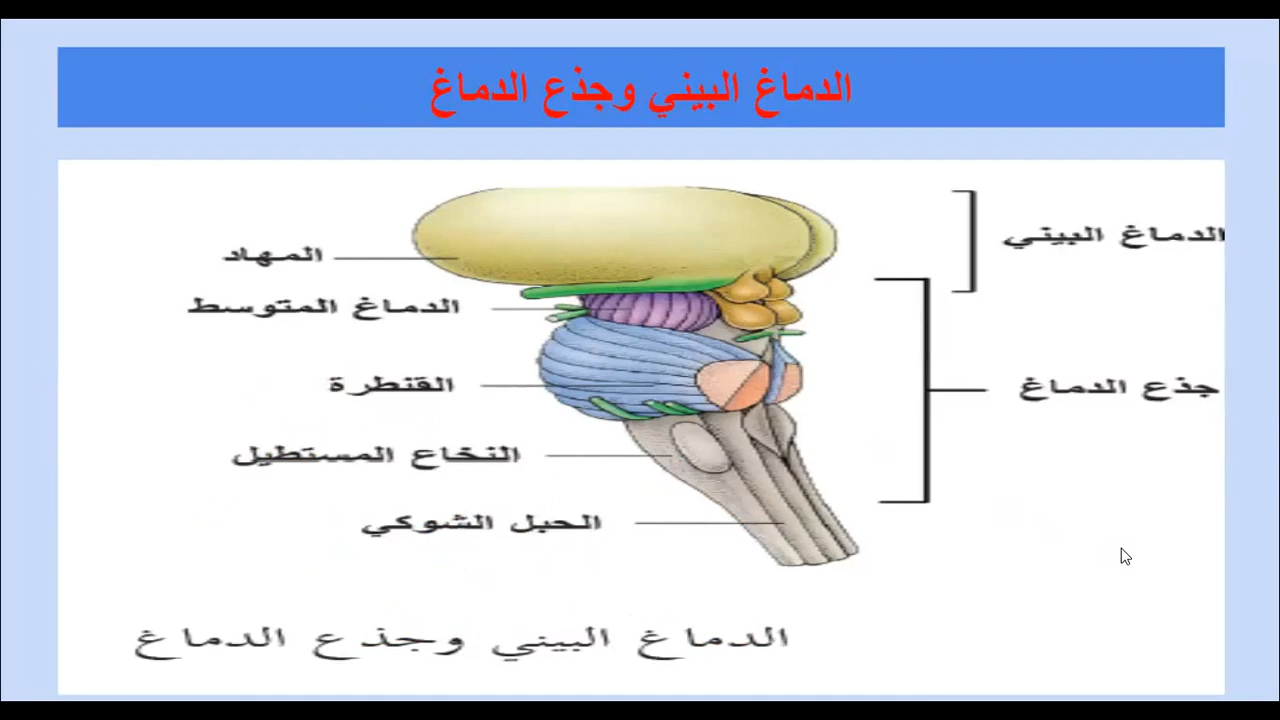 الدماغ البيني وجذع الدماغ
الدماغ البيني
المهاد
الدماغ المتوسط
جذع الدماغ
القنطرة
النخاع المستطيل
الحبل الشوكي
الدماغ البيني وجذع الدماغ